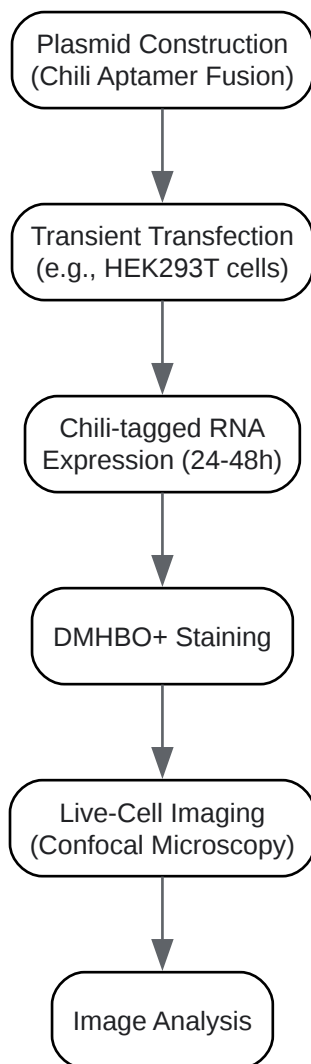 Plasmid Construction
(Chili Aptamer Fusion)
Transient Transfection
(e.g., HEK293T cells)
Chili-tagged RNA
Expression (24-48h)
DMHBO+ Staining
Live-Cell Imaging
(Confocal Microscopy)
Image Analysis